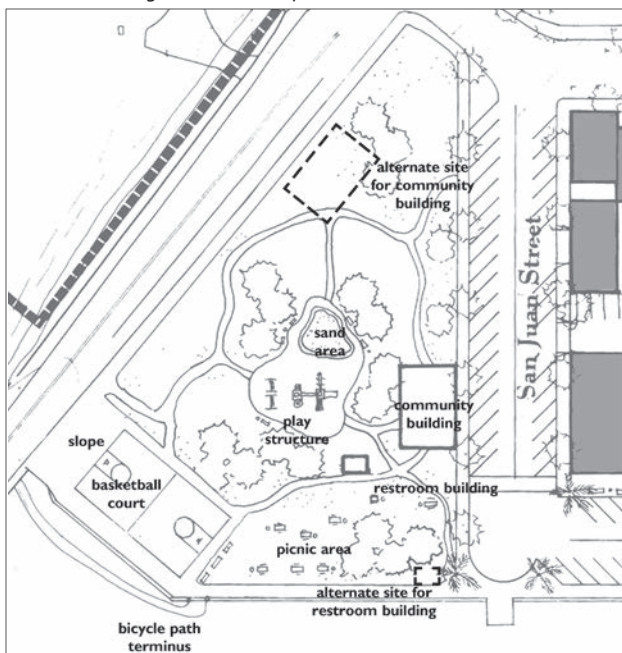 alternate site
for community
building
San Juan Street
sand
area
community
building
play
structure
slope
basketball
court
restroom building
picnic area
alternate site for
restroom building
bicycle path
terminus